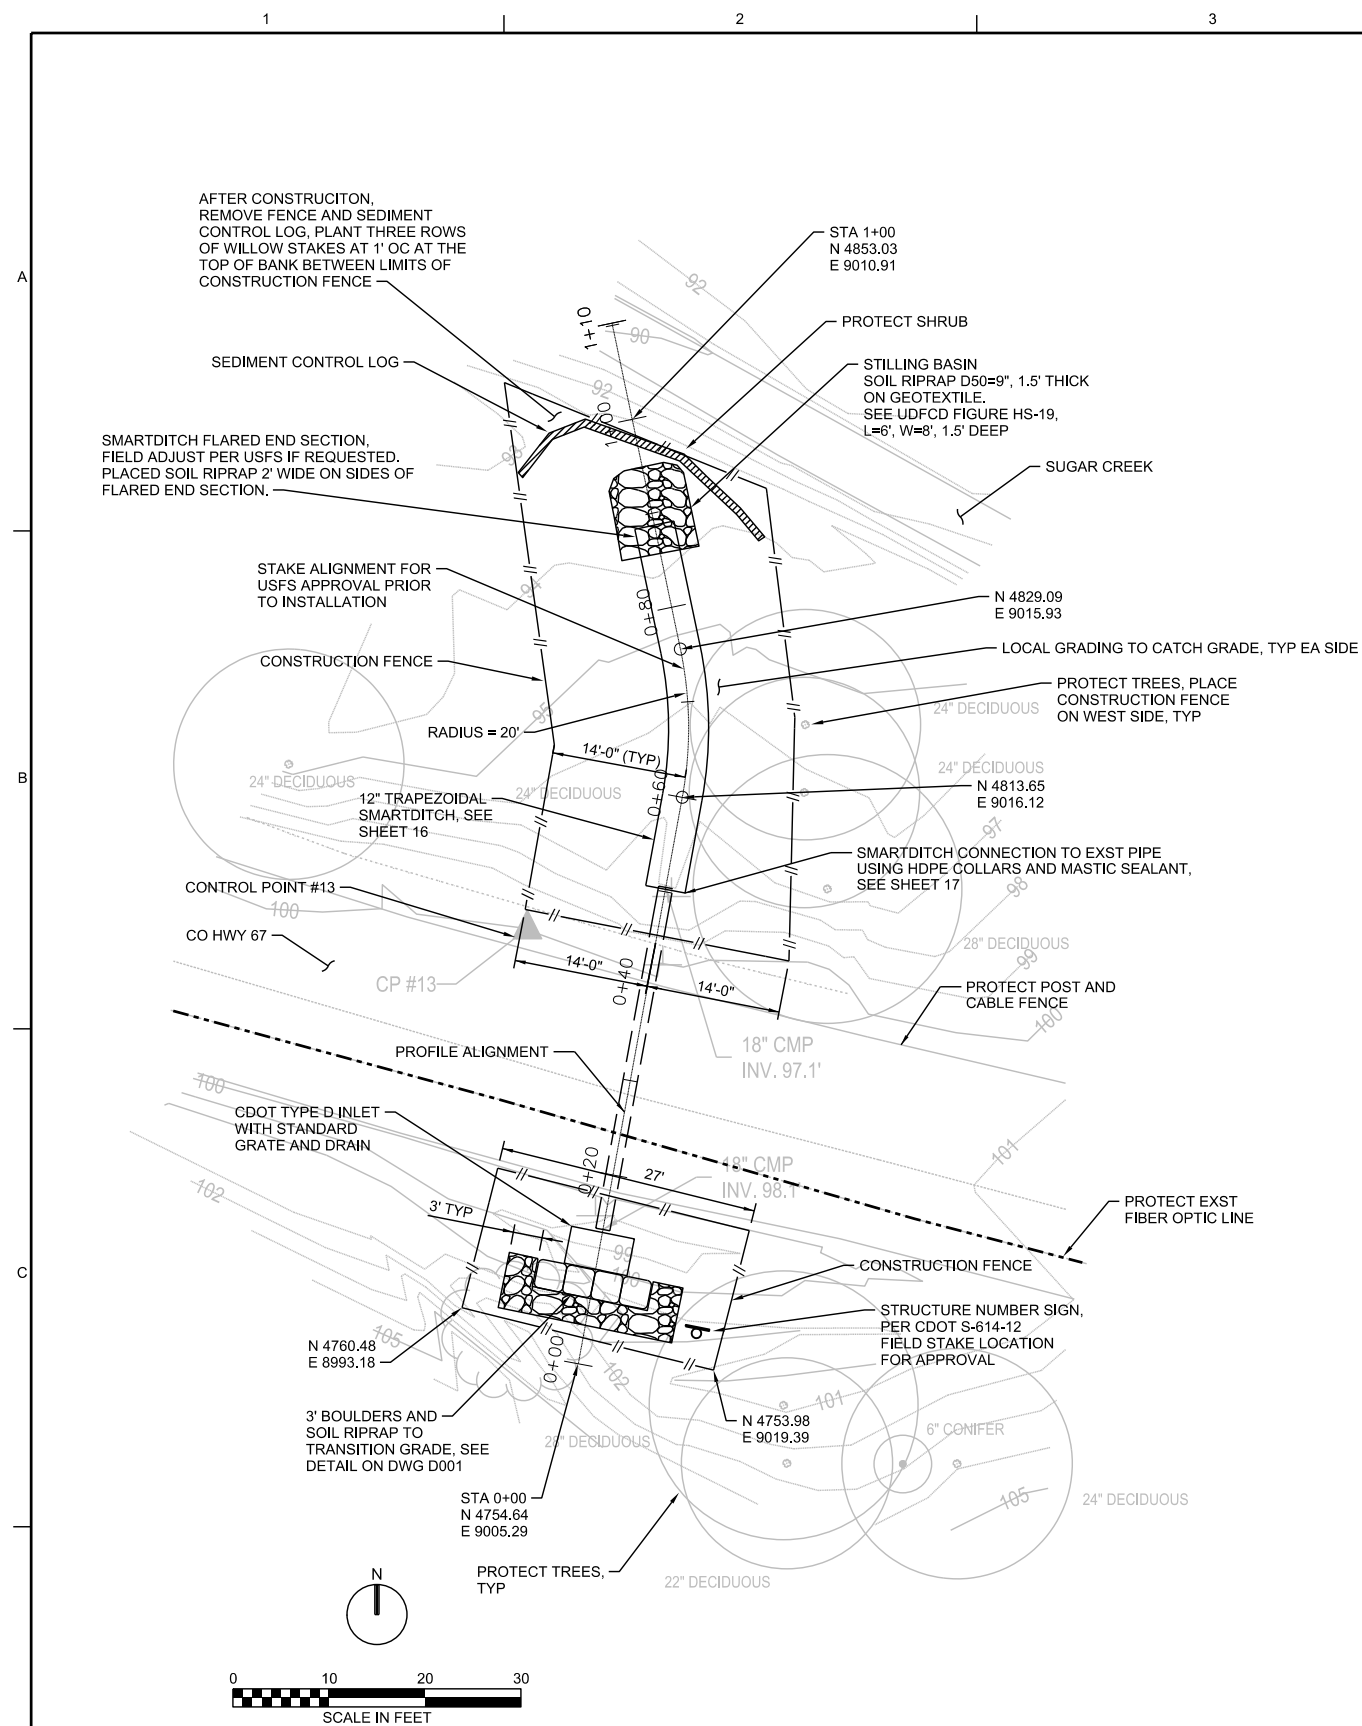 1
2
3
A
B
C
AFTER CONSTRUCITON,
REMOVE FENCE AND SEDIMENT
CONTROL LOG, PLANT THREE ROWS
OF WILLOW STAKES AT 1' OC AT THE
TOP OF BANK BETWEEN LIMITS OF
CONSTRUCTION FENCE
STA 1+00
N 4853.03
E 9010.91
92
90
1+10
PROTECT SHRUB
SEDIMENT CONTROL LOG
STILLING BASIN
SOIL RIPRAP D50=9", 1.5' THICK
ON GEOTEXTILE.
SEE UDFCD FIGURE HS-19,
L=6', W=8', 1.5' DEEP
92
1+00
93
SMARTDITCH FLARED END SECTION,
FIELD ADJUST PER USFS IF REQUESTED.
PLACED SOIL RIPRAP 2' WIDE ON SIDES OF
FLARED END SECTION.
SUGAR CREEK
STAKE ALIGNMENT FOR
USFS APPROVAL PRIOR
TO INSTALLATION
94
0+80
N 4829.09
E 9015.93
CONSTRUCTION FENCE
LOCAL GRADING TO CATCH GRADE, TYP EA SIDE
PROTECT TREES, PLACE
CONSTRUCTION FENCE
ON WEST SIDE, TYP
24" DECIDUOUS
95
RADIUS = 20'
14'-0" (TYP)
24" DECIDUOUS
24" DECIDUOUS
24" DECIDUOUS
0+60
N 4813.65
E 9016.12
12" TRAPEZOIDAL
SMARTDITCH, SEE
SHEET 16
97
SMARTDITCH CONNECTION TO EXST PIPE
USING HDPE COLLARS AND MASTIC SEALANT,
SEE SHEET 17
98
CONTROL POINT #13
100
CO HWY 67
28" DECIDUOUS
99
CP #13
14'-0"
0+40
14'-0"
PROTECT POST AND
CABLE FENCE
100
18" CMP
INV. 97.1'
PROFILE ALIGNMENT
100
CDOT TYPE D INLET
WITH STANDARD
GRATE AND DRAIN
101
0+20
27'
18" CMP
INV. 98.1'
102
3' TYP
PROTECT EXST
FIBER OPTIC LINE
99
100
CONSTRUCTION FENCE
STRUCTURE NUMBER SIGN,
PER CDOT S-614-12
FIELD STAKE LOCATION
FOR APPROVAL
105
N 4760.48
E 8993.18
0+00
102
101
3' BOULDERS AND
SOIL RIPRAP TO
TRANSITION GRADE, SEE
DETAIL ON DWG D001
N 4753.98
E 9019.39
28" DECIDUOUS
6" CONIFER
STA 0+00
N 4754.64
E 9005.29
105
24" DECIDUOUS
PROTECT TREES,
TYP
22" DECIDUOUS
N
0 10 20 30
SCALE IN FEET